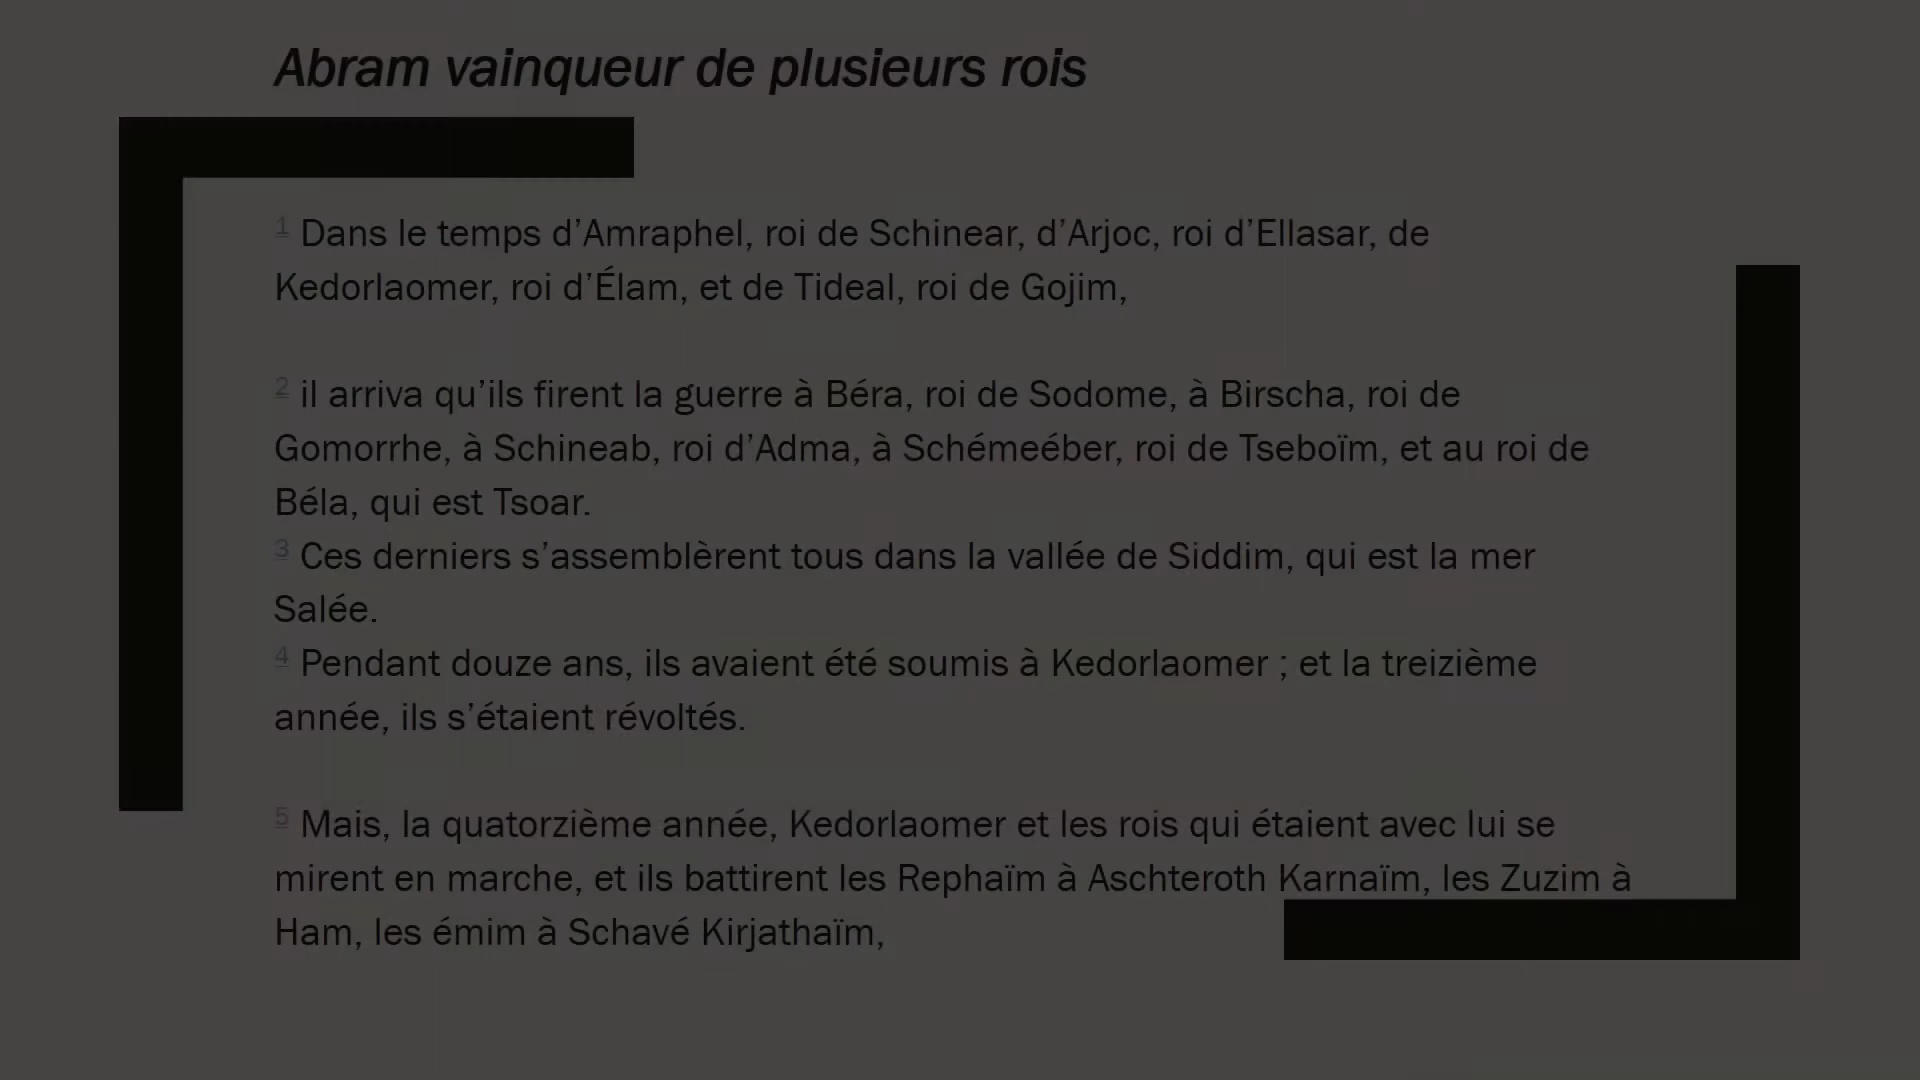 Abram vainqueur de plusieurs rois
1 Dans le temps d’Amraphel, roi de Schinear, d’Arjoc, roi d’Ellasar, de
Kedorlaomer, roi d’Élam, et de Tideal, roi de Gojim,
2 il arriva qu’ils firent la guerre à Béra, roi de Sodome, à Birscha, roi de
Gomorrhe, à Schineab, roi d’Adma, à Schémeéber, roi de Tseboïm, et au roi de
Béla, qui est Tsoar.
3 Ces derniers s’assemblèrent tous dans la vallée de Siddim, qui est la mer
Salée.
4 Pendant douze ans, ils avaient été soumis à Kedorlaomer ; et la treizième
année, ils s’étaient révoltés.
5 Mais, la quatorzième année, Kedorlaomer et les rois qui étaient avec lui se
mirent en marche, et ils battirent les Rephaïm à Aschteroth Karnaïm, les Zuzim à
Ham, les émim à Schavé Kirjathaïm,